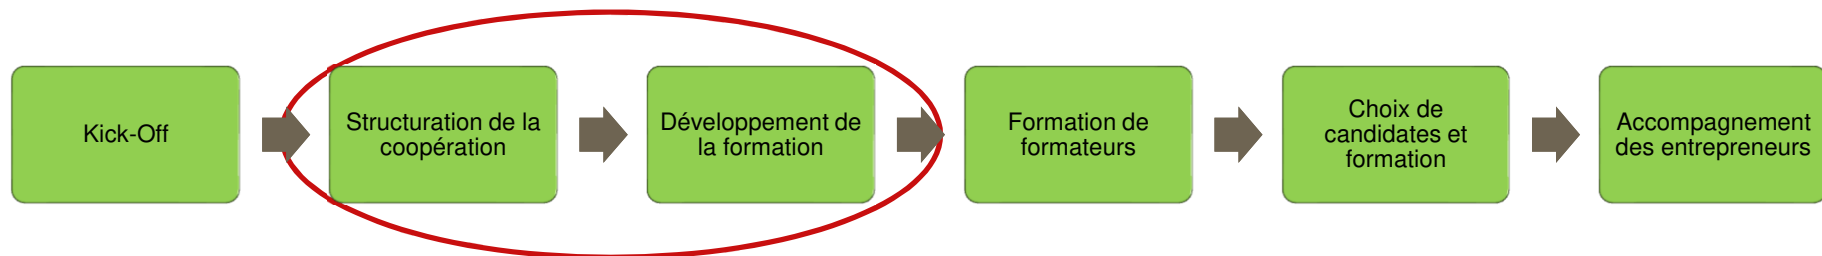 Kick-Off
Structuration de la
coopération
Développement de
la formation
Formation de
formateurs
Choix de
candidates et
formation
Accompagnement
des entrepreneurs